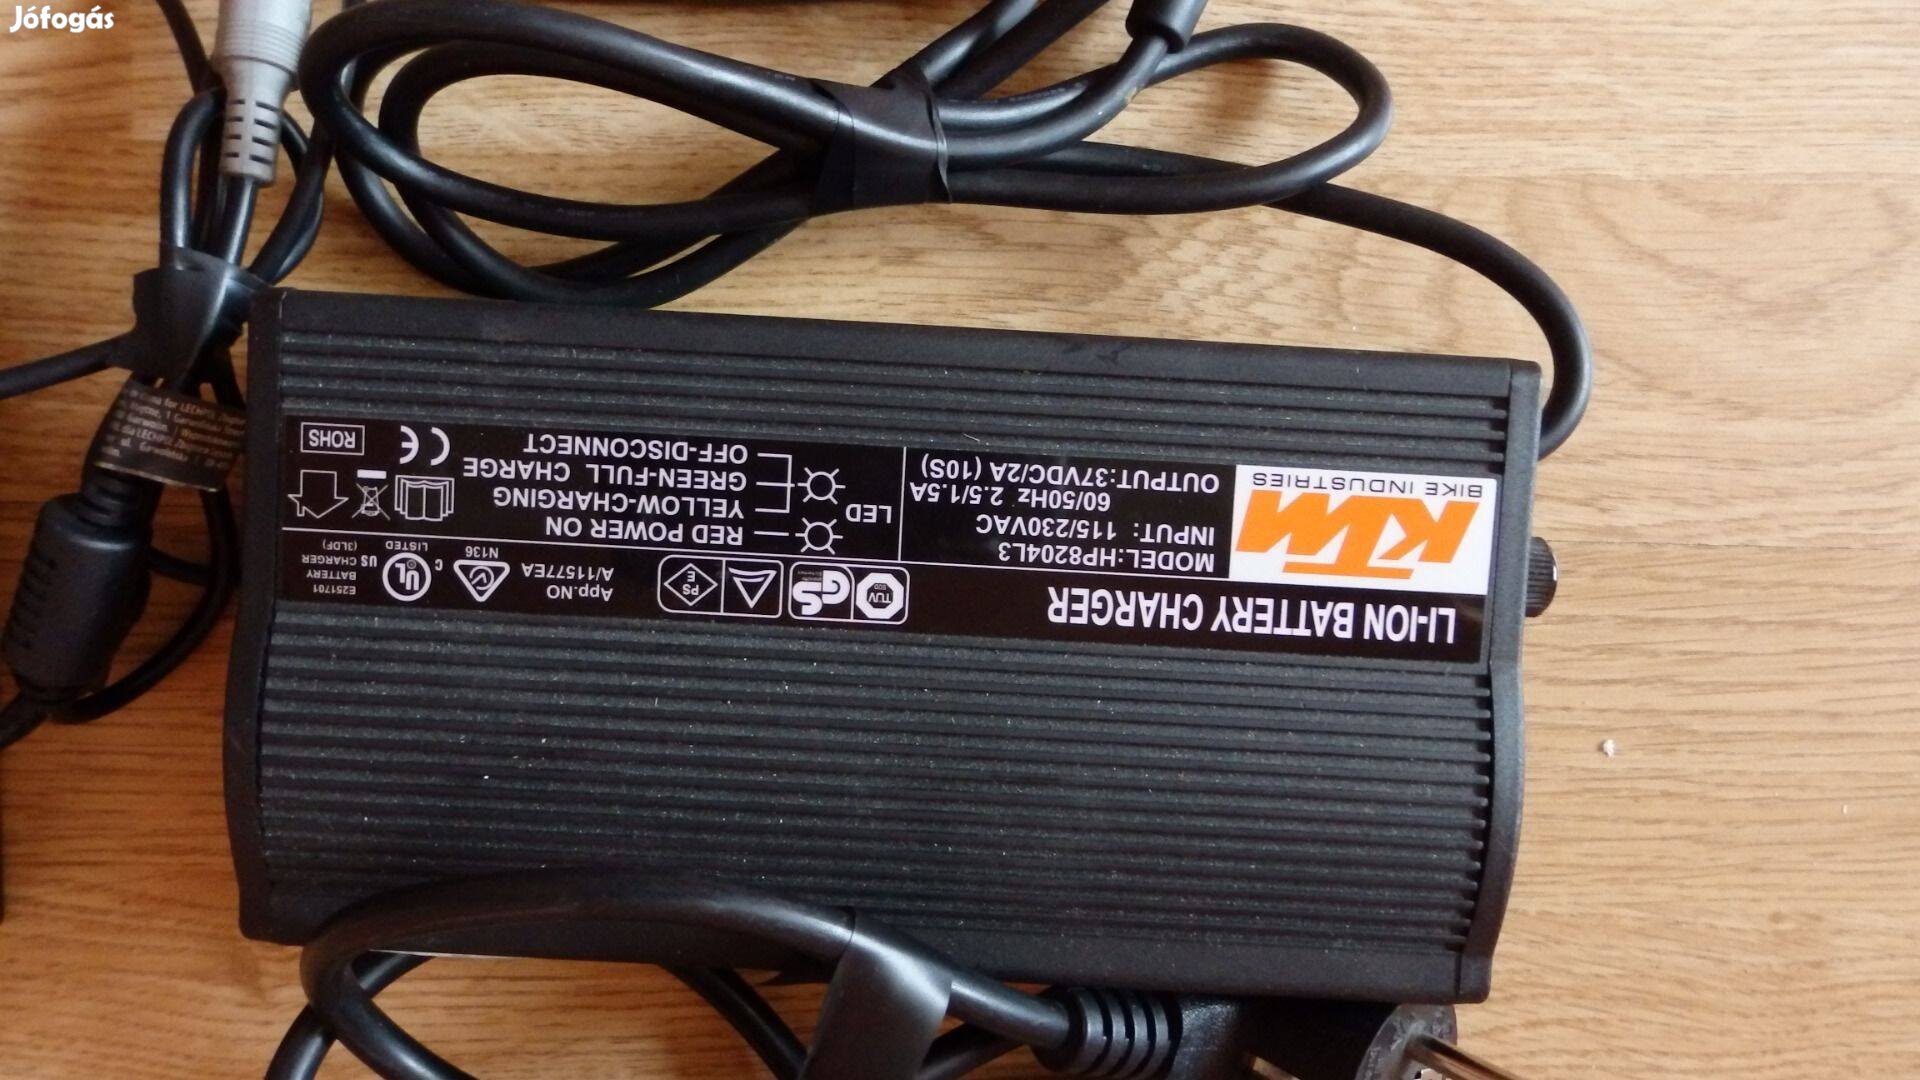 Jófogás
LI-ION BATTERY CHARGER
KTM
BIKE INDUSTRIES
MODEL:HP8204L3
INPUT: 115/230VAC
60/50Hz 2.5/1.5A
OUTPUT:37VDC/2A (10S)
LED
RED POWER ON
YELLOW-CHARGING
GREEN-FULL CHARGE
OFF-DISCONNECT
TUV
GS
PS
E
App.NO
A/11577EA
N136
C UL US
LISTED
E251701
BATTERY
CHARGER
(3LDF)
CE
ROHS
for LECHPOL